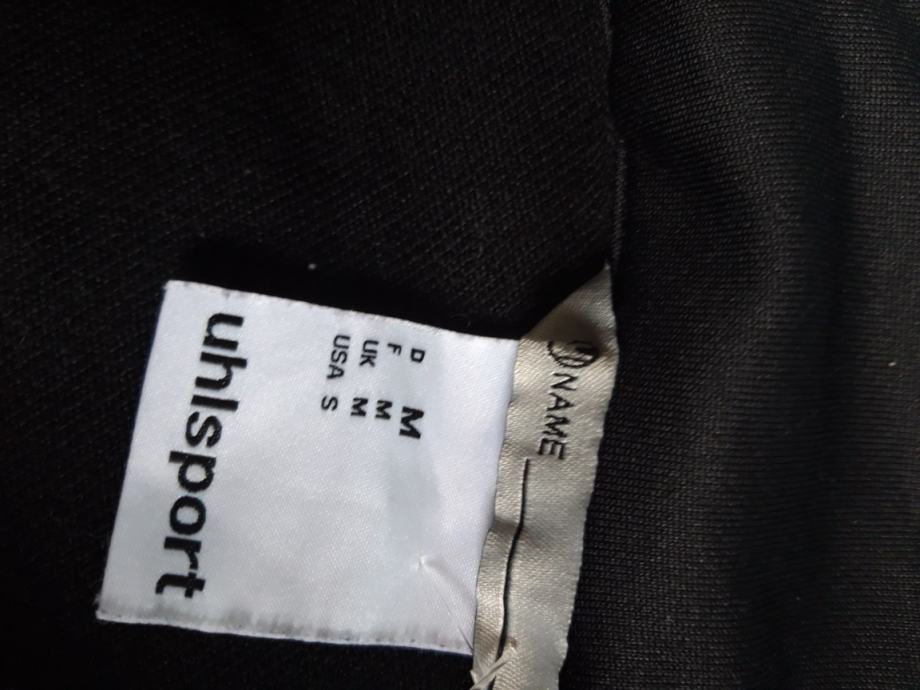 NAME
D M
F M
UK M
USA S
uhlsport